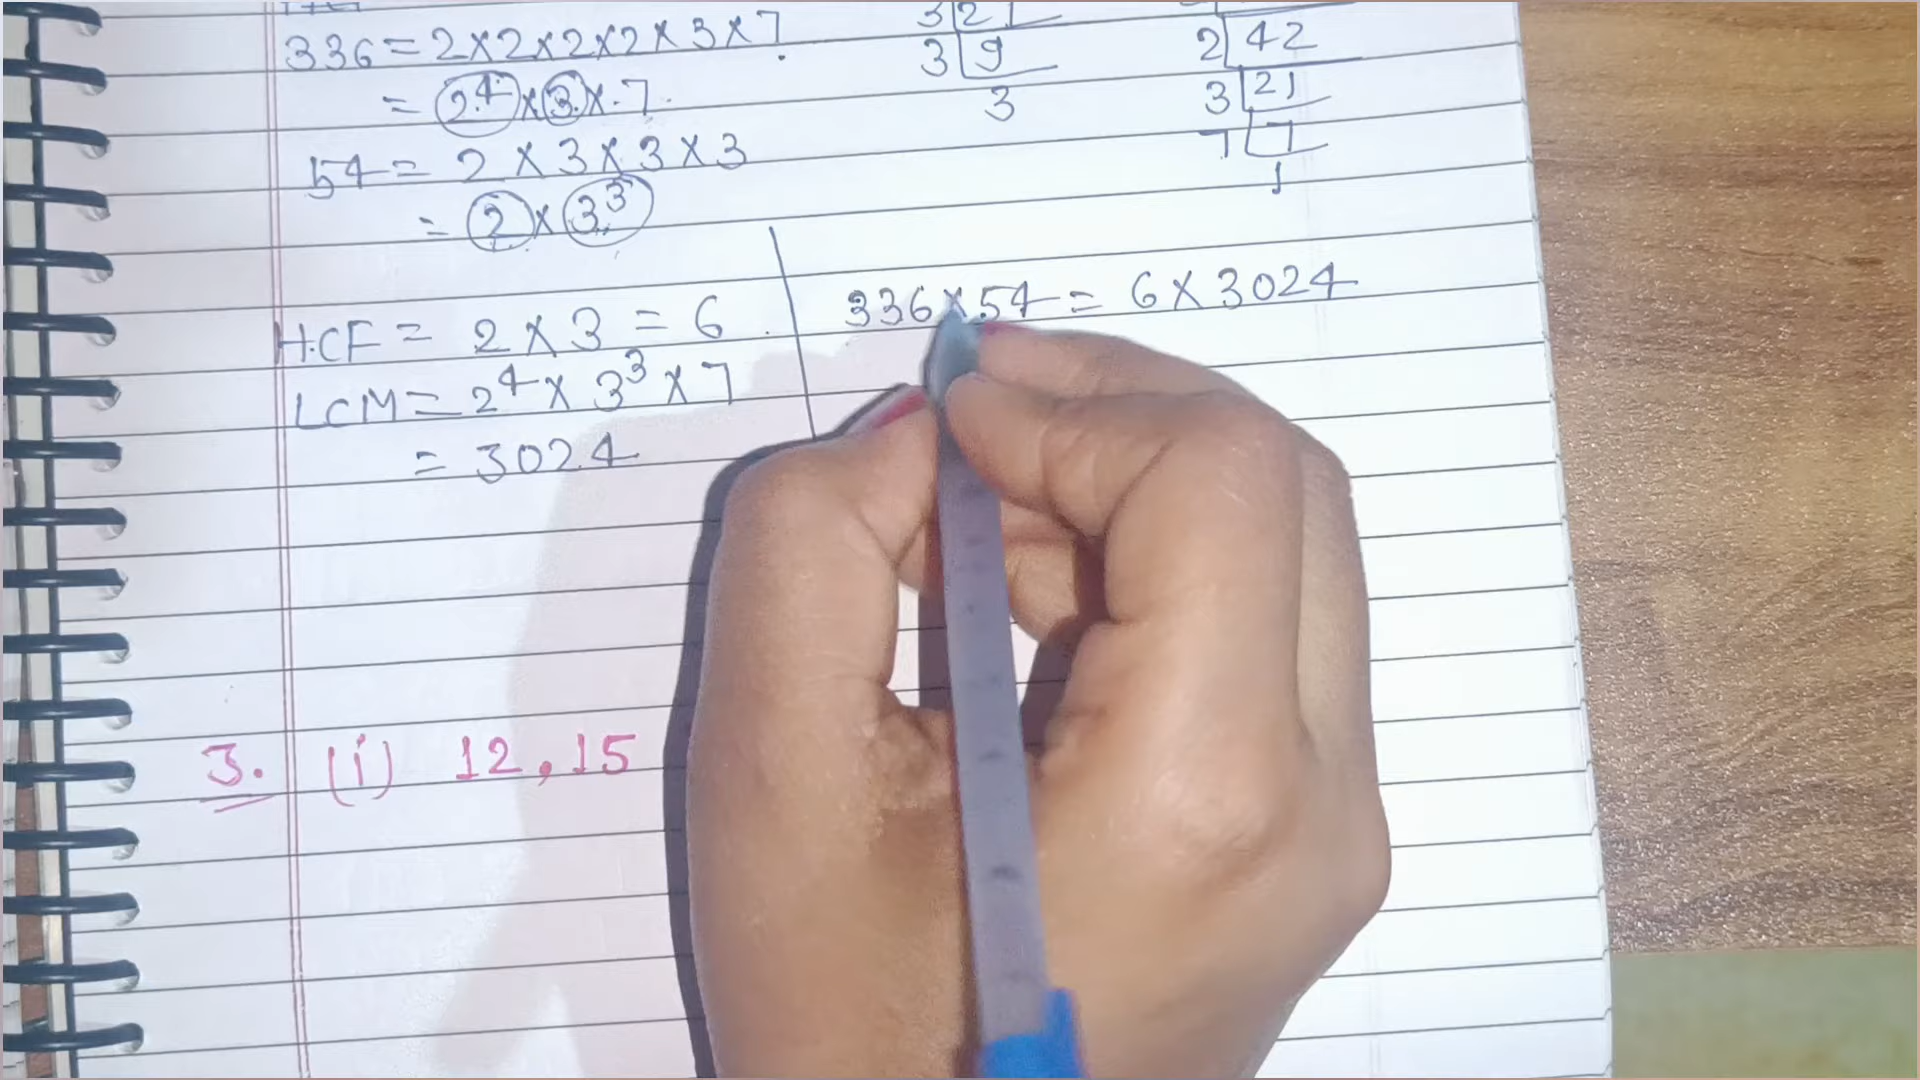 336 = 2×2×2×2×3×7
= 2⁴×3×7
54 = 2×3×3×3
= 2×3³
HCF = 2×3 = 6
LCM = 2⁴×3³×7
= 3024
3 9
3
2 42
3 21
7 7
1
336×54 = 6×3024
3. (i) 12, 15